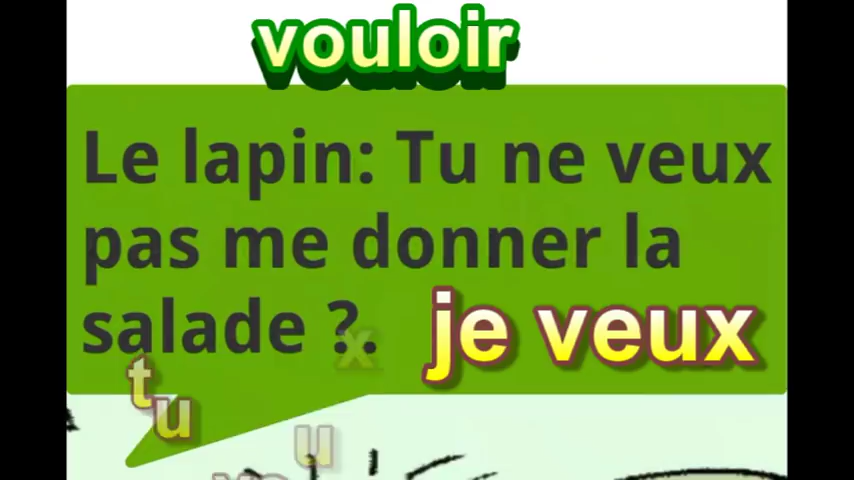 vouloir
Le lapin: Tu ne veux
pas me donner la
salade ?.
je veux
x
tu
u